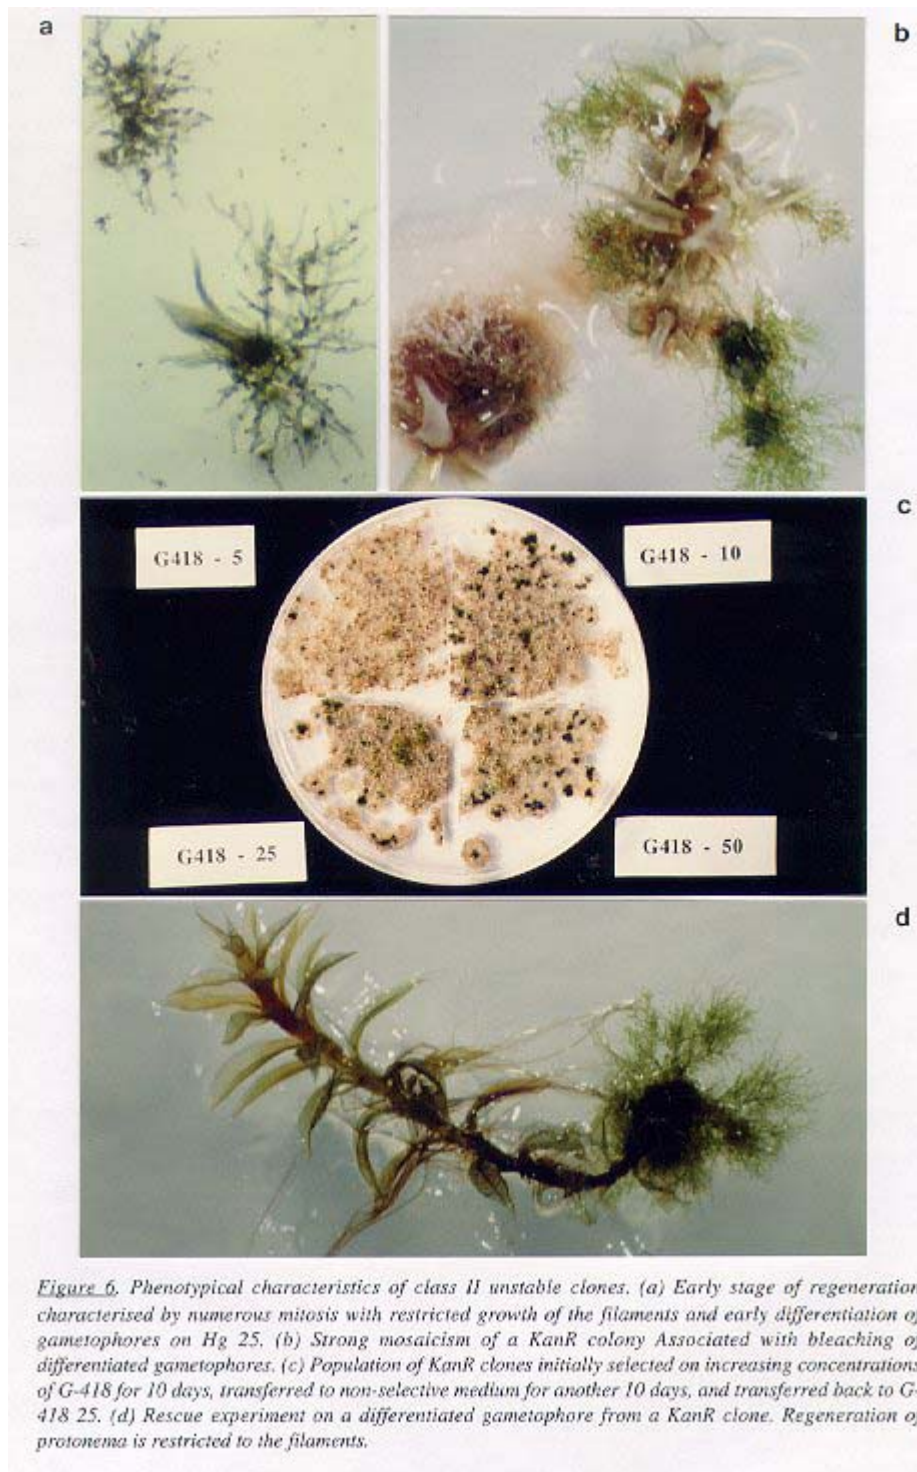 a
b
c
G418 - 5
G418 - 10
G418 - 25
G418 - 50
d
Figure 6. Phenotypical characteristics of class II unstable clones. (a) Early stage of regeneration
characterised by numerous mitosis with restricted growth of the filaments and early differentiation
gametophores on Hg 25. (b) Strong mosaicism of a KanR colony Associated with bleaching
differentiated gametophores. (c) Population of KanR clones initially selected on increasing concentrations
of G-418 for 10 days, transferred to non-selective medium for another 10 days, and transferred back to G-
418 25. (d) Rescue experiment on a differentiated gametophore from a KanR clone. Regeneration
protonema is restricted to the filaments.